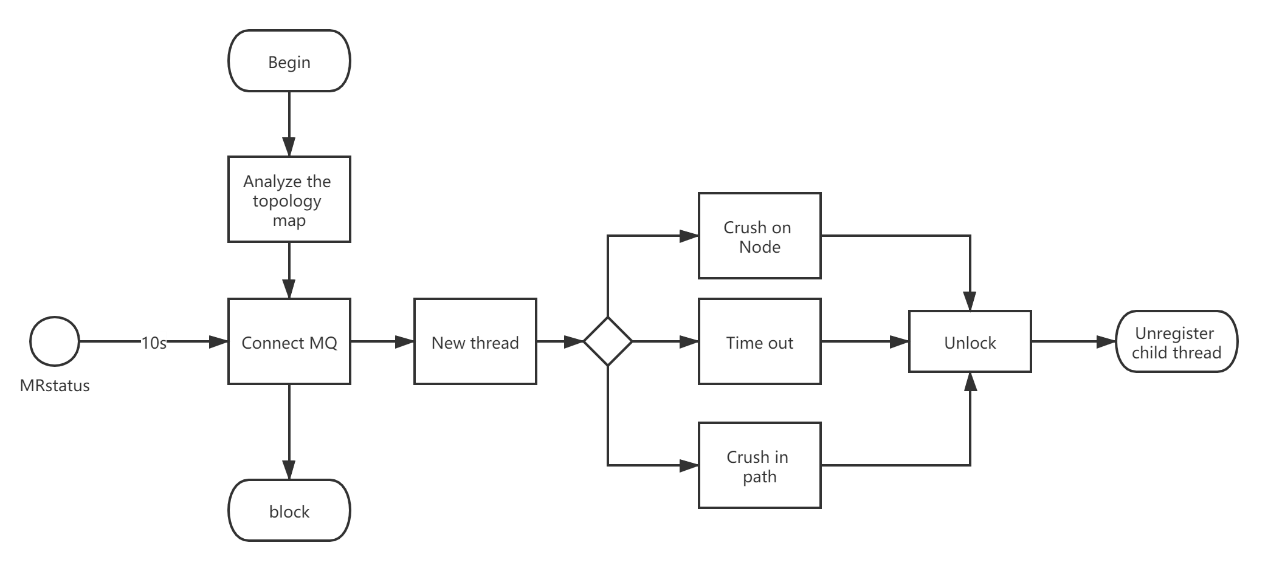 Begin
Analyze the
topology
map
MRstatus
10s
Connect MQ
block
New thread
Crush on
Node
Time out
Crush in
path
Unlock
Unregister
child thread